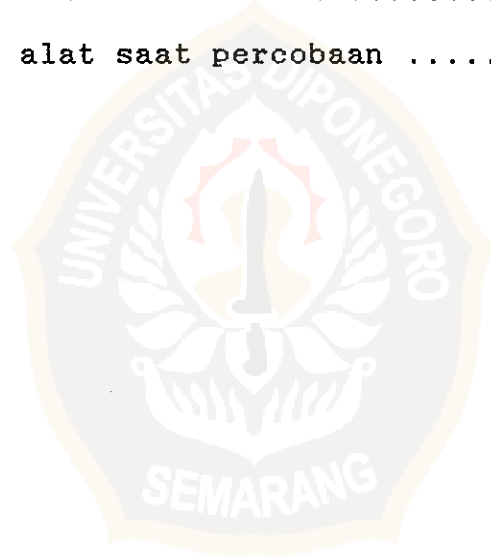 alat saat percobaan .....
UNIVERSITAS DIPONEGORO
SEMARANG